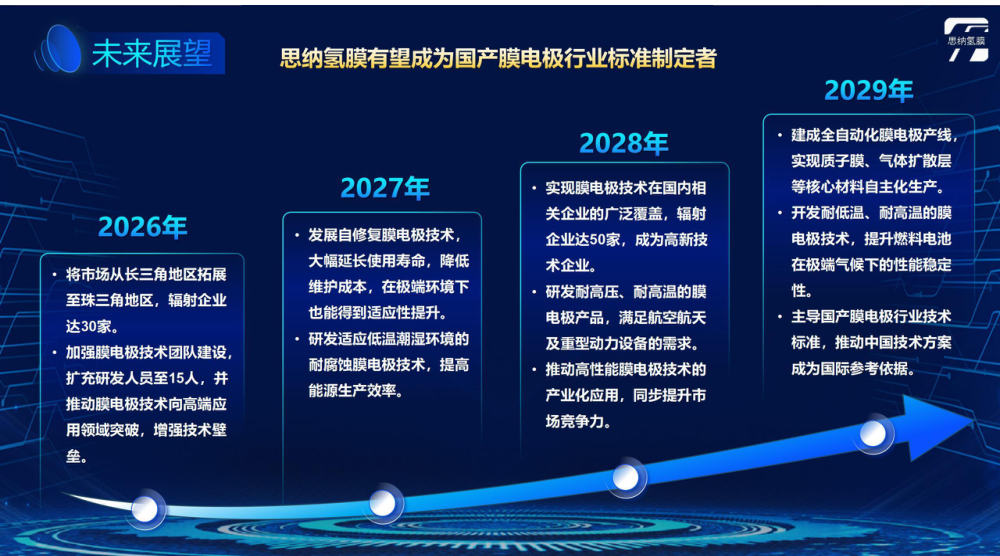 未来展望
思纳氢膜有望成为国产膜电极行业标准制定者
思纳氢膜
2026年
• 将市场从长三角地区拓展
至珠三角地区，辐射企业
达30家。
• 加强膜电极技术团队建设，
扩充研发人员至15人，并
推动膜电极技术向高端应
用领域突破，增强技术壁
垒。
2027年
• 发展自修复膜电极技术，
大幅延长使用寿命，降低
维护成本，在极端环境下
也能得到适应性提升。
• 研发适应低温潮湿环境的
耐腐蚀膜电极技术，提高
能源生产效率。
2028年
• 实现膜电极技术在国内相
关企业的广泛覆盖，辐射
企业达50家，成为高新技
术企业。
• 研发耐高压、耐高温的膜
电极产品，满足航空航天
及重型动力设备的需求。
• 推动高性能膜电极技术的
产业化应用，同步提升市
场竞争力。
2029年
• 建成全自动化膜电极产线，
实现质子膜、气体扩散层
等核心材料自主化生产。
• 开发耐低温、耐高温的膜
电极技术，提升燃料电池
在极端气候下的性能稳定
性。
• 主导国产膜电极行业技术
标准，推动中国技术方案
成为国际参考依据。